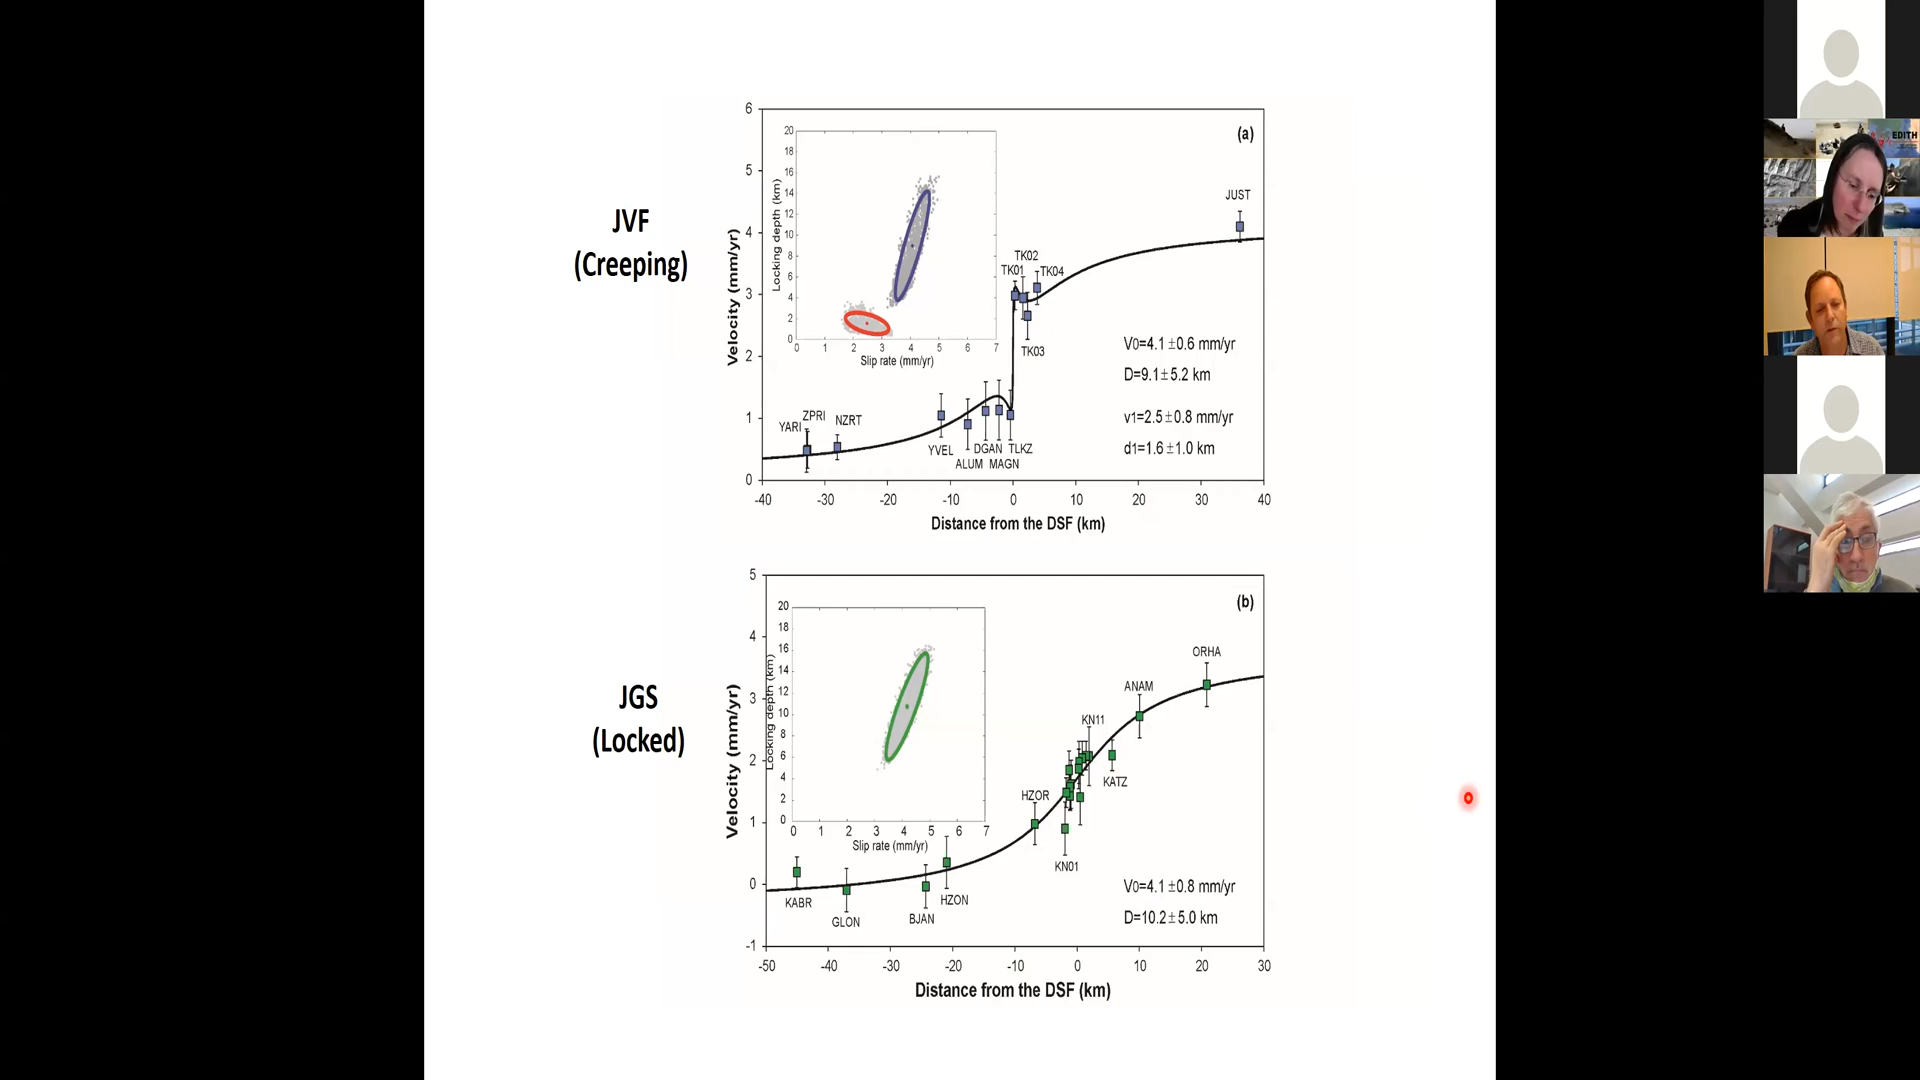 JVF
(Creeping)
6
5
4
3
2
1
0
Velocity (mm/yr)
(a)
20
18
16
14
12
10
8
6
4
2
0
Locking depth (km)
0 1 2 3 4 5 6 7
Slip rate (mm/yr)
JUST
TK02
TK01
TK04
TK03
V0=4.1±0.6 mm/yr
D=9.1±5.2 km
v1=2.5±0.8 mm/yr
d1=1.6±1.0 km
ZPRI
YARI
NZRT
YVEL
DGAN
TLKZ
ALUM
MAGN
-40 -30 -20 -10 0 10 20 30 40
Distance from the DSF (km)
JGS
(Locked)
5
4
3
2
1
0
-1
Velocity (mm/yr)
(b)
20
18
16
14
12
10
8
6
4
2
0
Locking depth (km)
0 1 2 3 4 5 6 7
Slip rate (mm/yr)
ORHA
ANAM
KN11
KATZ
HZOR
KN01
HZON
BJAN
KABR
GLON
V0=4.1±0.8 mm/yr
D=10.2±5.0 km
-50 -40 -30 -20 -10 0 10 20 30
Distance from the DSF (km)
EDITH